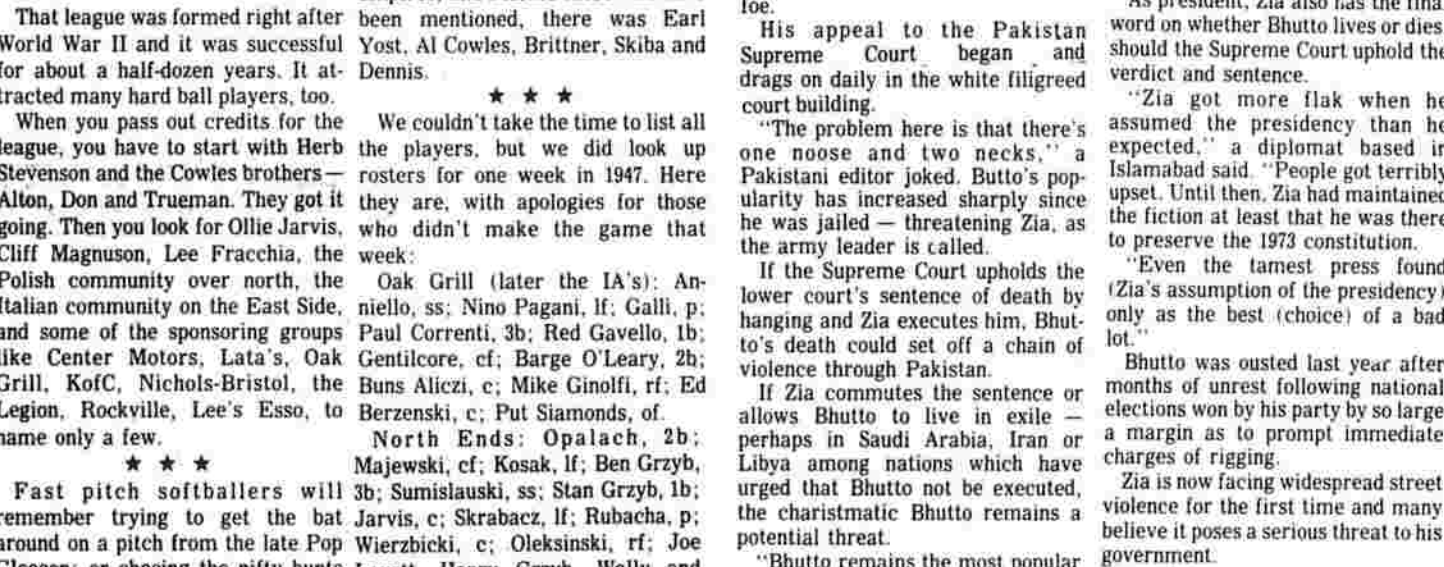 That league was formed right after
World War II and it was successful
for about a half-dozen years. It at-
tracted many hard ball players, too.
When you pass out credits for the
league, you have to start with Herb
Stevenson and the Cowles brothers—
Alton, Don and Trueman. They got it
going. Then you look for Ollie Jarvis,
Cliff Magnuson, Lee Fracchia, the
Polish community over north, the
Italian community on the East Side,
and some of the sponsoring groups
like Center Motors, Lata's, Oak
Grill, KofC, Nichols-Bristol, the
Legion, Rockville, Lee's Esso, to
name only a few.
★ ★ ★
Fast pitch softballers will
remember trying to get the bat
around on a pitch from the late Pop
been mentioned, there was Earl
Yost, Al Cowles, Brittner, Skiba and
Dennis.
★ ★ ★
We couldn't take the time to list all
the players, but we did look up
rosters for one week in 1947. Here
they are, with apologies for those
who didn't make the game that
week:
Oak Grill (later the IA's): An-
niello, ss; Nino Pagani, lf; Galli, p;
Paul Correnti, 3b; Red Gavello, 1b;
Gentilcore, cf; Barge O'Leary, 2b;
Buns Aliczi, c; Mike Ginolfi, rf; Ed
Berzenski, c; Put Siamonds, of.
North Ends: Opalach, 2b;
Majewski, cf; Kosak, lf; Ben Grzyb,
3b; Sumislauski, ss; Stan Grzyb, 1b;
Jarvis, c; Skrabacz, lf; Rubacha, p;
Wierzbicki, c; Oleksinski, rf; Joe
foe.
His appeal to the Pakistan
Supreme Court began and
drags on daily in the white filigreed
court building.
"The problem here is that there's
one noose and two necks," a
Pakistani editor joked. Butto's pop-
ularity has increased sharply since
he was jailed — threatening Zia, as
the army leader is called.
If the Supreme Court upholds the
lower court's sentence of death by
hanging and Zia executes him, Bhut-
to's death could set off a chain of
violence through Pakistan.
If Zia commutes the sentence or
allows Bhutto to live in exile —
perhaps in Saudi Arabia, Iran or
Libya among nations which have
urged that Bhutto not be executed,
the charistmatic Bhutto remains a
potential threat.
"Bhutto remains the most popular
As president, Zia also has the final
word on whether Bhutto lives or dies
should the Supreme Court uphold the
verdict and sentence.
"Zia got more flak when he
assumed the presidency than he
expected," a diplomat based in
Islamabad said. "People got terribly
upset. Until then, Zia had maintained
the fiction at least that he was there
to preserve the 1973 constitution.
"Even the tamest press found
(Zia's assumption of the presidency)
only as the best (choice) of a bad
lot."
Bhutto was ousted last year after
months of unrest following national
elections won by his party by so large
a margin as to prompt immediate
charges of rigging.
Zia is now facing widespread street
violence for the first time and many
believe it poses a serious threat to his
government.